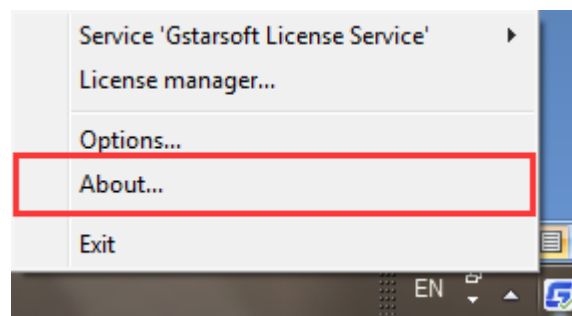 Service 'Gstarsoft License Service'
License manager...
Options...
About...
Exit
EN